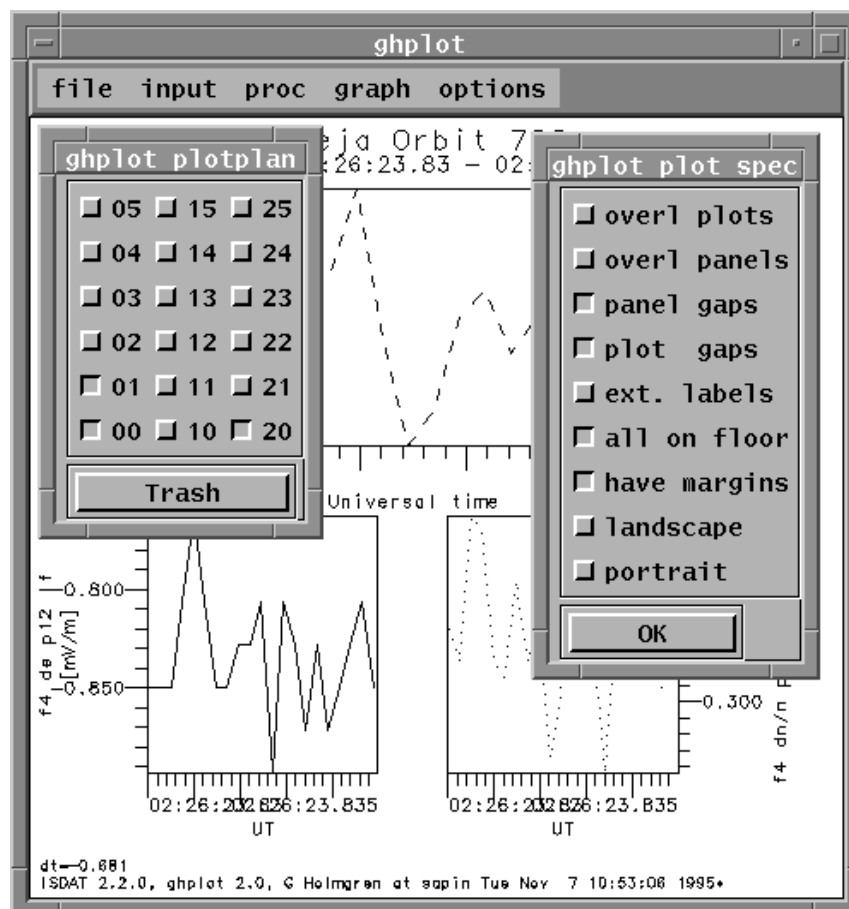 ghplot
file input proc graph options
eja Orbit 7
:26:23.83 – 02:
ghplot plotplan
05 15 25
04 14 24
03 13 23
02 12 22
01 11 21
00 10 20
Trash
ghplot plot spec
overl plots
overl panels
panel gaps
plot gaps
ext. labels
all on floor
have margins
landscape
portrait
OK
Universal time
f4 de p12 f
[mV/m]
-0.800
-0.850
UT
-0.300
f4 dn/n
UT
dt=-0.681
ISDAT 2.2.0, ghplot 2.0, G Holmgren at sapin Tue Nov 7 10:53:06 1995